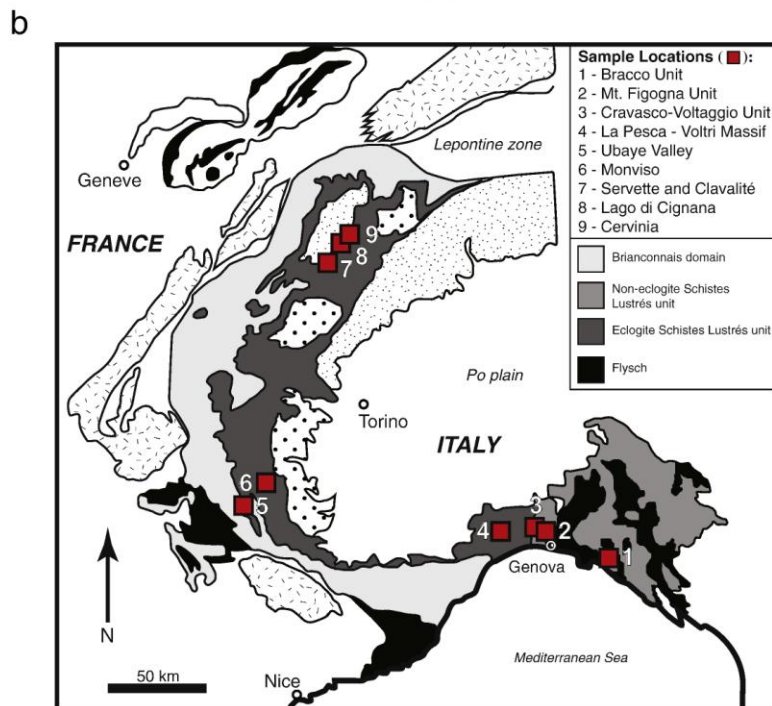 b
Sample Locations (■):
1 - Bracco Unit
2 - Mt. Figogna Unit
3 - Cravasco-Voltaggio Unit
4 - La Pesca - Voltri Massif
5 - Ubaye Valley
6 - Monviso
7 - Servette and Clavalité
8 - Lago di Cignana
9 - Cervinia
Brianconnais domain
Non-eclogite Schistes
Lustrés unit
Eclogite Schistes Lustrés unit
Flysch
Lepontine zone
Geneve
FRANCE
9
8
7
Po plain
Torino
ITALY
6
5
3
4
2
1
Genova
N
Mediterranean Sea
50 km
Nice